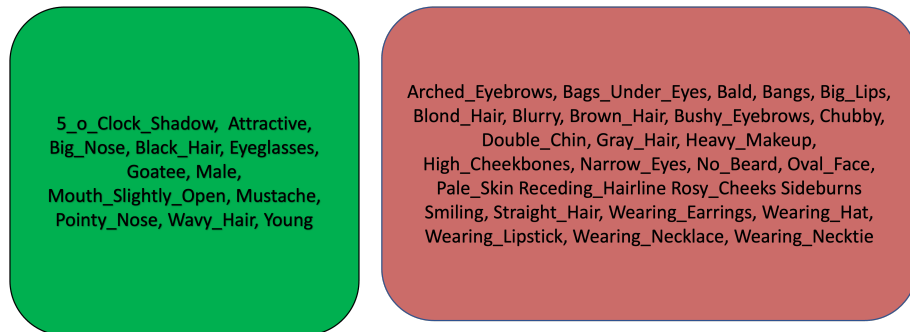 5_o_Clock_Shadow, Attractive,
Big_Nose, Black_Hair, Eyeglasses,
Goatee, Male,
Mouth_Slightly_Open, Mustache,
Pointy_Nose, Wavy_Hair, Young
Arched_Eyebrows, Bags_Under_Eyes, Bald, Bangs, Big_Lips,
Blond_Hair, Blurry, Brown_Hair, Bushy_Eyebrows, Chubby,
Double_Chin, Gray_Hair, Heavy_Makeup,
High_Cheekbones, Narrow_Eyes, No_Beard, Oval_Face,
Pale_Skin Receding_Hairline Rosy_Cheeks Sideburns
Smiling, Straight_Hair, Wearing_Earrings, Wearing_Hat,
Wearing_Lipstick, Wearing_Necklace, Wearing_Necktie